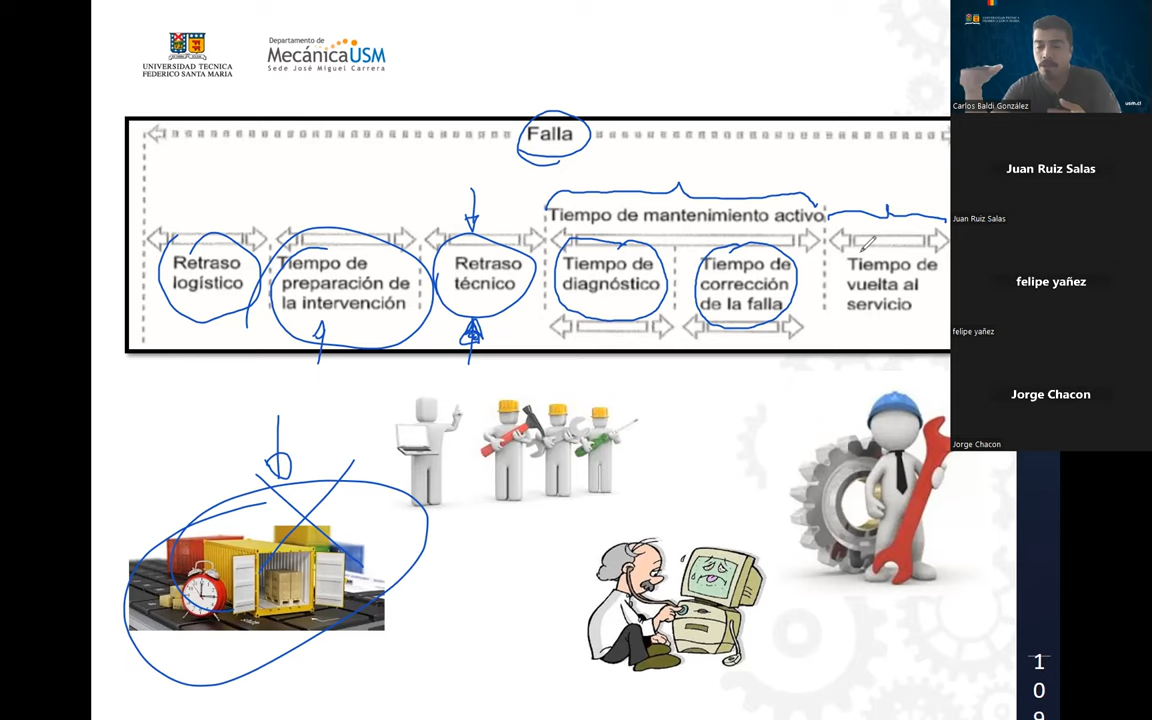 UNIVERSIDAD TECNICA
FEDERICO SANTA MARIA
Departamento de
MecánicaUSM
Sede José Miguel Carrera
Falla
Tiempo de mantenimiento activo
Retraso
logístico
Tiempo de
preparación de
la intervención
Retraso
técnico
Tiempo de
diagnóstico
Tiempo de
corrección
de la falla
Tiempo de
vuelta al
servicio
usm.cl
Carlos Baldi González
Juan Ruiz Salas
Juan Ruiz Salas
felipe yañez
felipe yañez
Jorge Chacon
Jorge Chacon
1
0